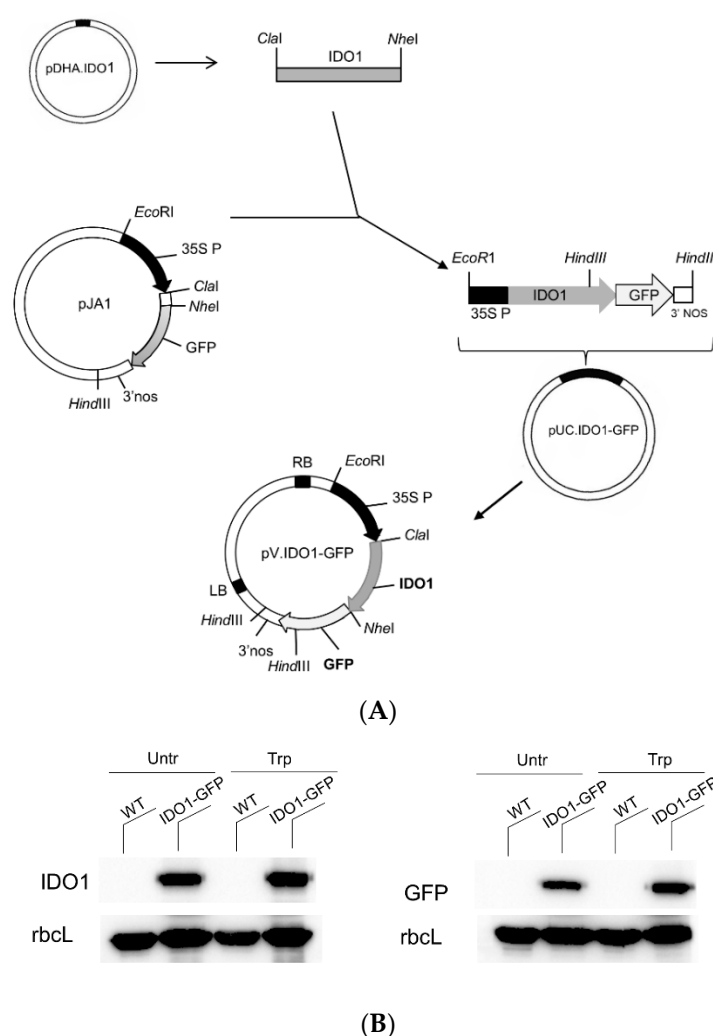 ClaI
NheI
IDO1
pDHA.IDO1
EcoRI
35S P
ClaI
NheI
pJA1
GFP
3'nos
HindIII
EcoR1
HindIII
HindII
IDO1
GFP
35S P
3' NOS
pUC.IDO1-GFP
RB
EcoRI
35S P
ClaI
pV.IDO1-GFP
IDO1
LB
HindIII
NheI
3'nos
HindIII
GFP
(A)
Untr
Trp
WT
IDO1-GFP
WT
IDO1-GFP
IDO1
rbcL
Untr
Trp
WT
IDO1-GFP
WT
IDO1-GFP
GFP
rbcL
(B)